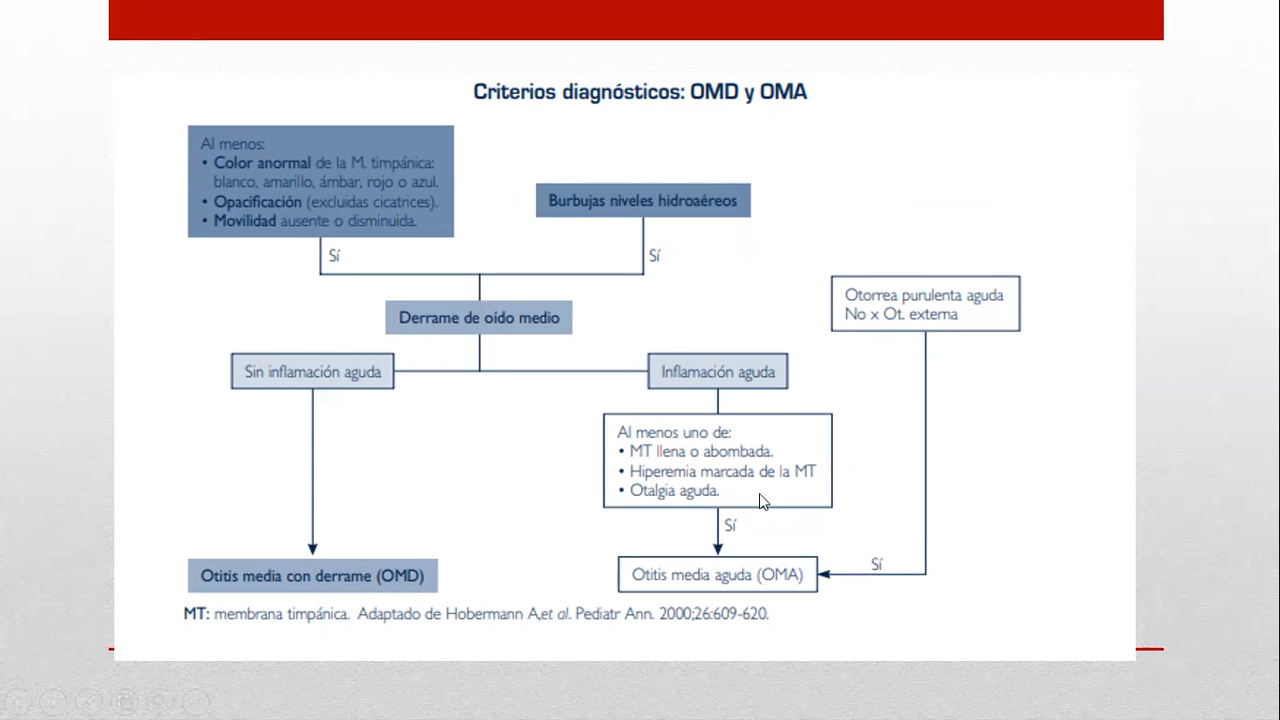 Criterios diagnósticos: OMD y OMA
Al menos:
• Color anormal de la M. timpánica:
blanco, amarillo, ámbar, rojo o azul.
• Opacificación (excluidas cicatrices).
• Movilidad ausente o disminuida.
Burbujas niveles hidroaéreos
Sí
Sí
Derrame de oído medio
Otorrea purulenta aguda
No x Ot. externa
Sin inflamación aguda
Inflamación aguda
Al menos uno de:
• MT llena o abombada.
• Hiperemia marcada de la MT
• Otalgia aguda.
Sí
Sí
Otitis media con derrame (OMD)
Otitis media aguda (OMA)
MT: membrana timpánica. Adaptado de Hobermann A,et al. Pediatr Ann. 2000;26:609-620.